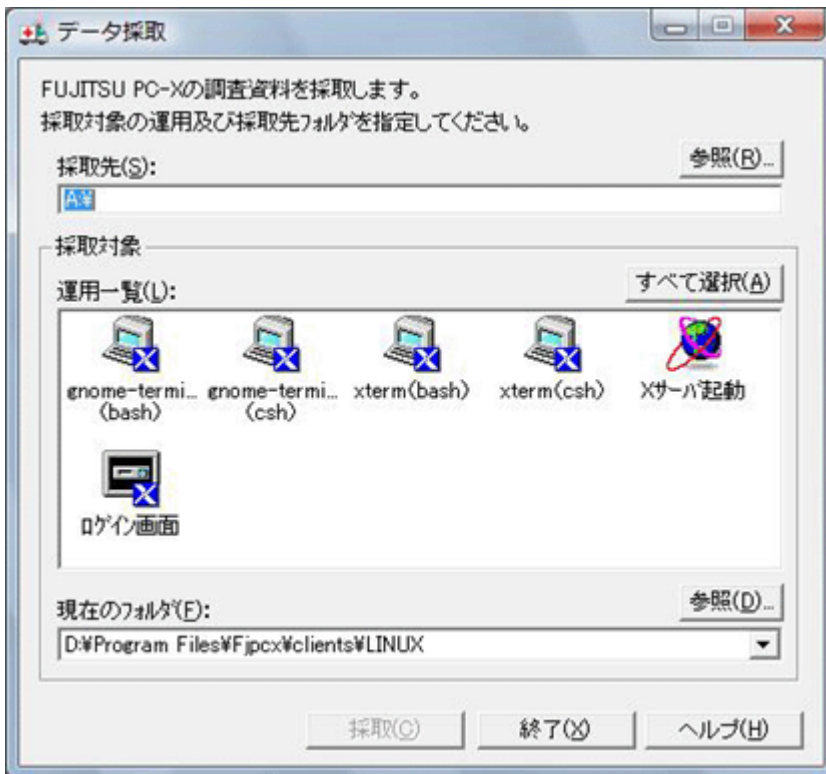 データ採取
FUJITSU PC-Xの調査資料を採取します。
採取対象の運用及び採取先フォルダを指定してください。
採取先(S):
参照(R)...
A:¥
採取対象
運用一覧(L):
すべて選択(A)
gnome-termi... gnome-termi... xterm(bash) xterm(csh) Xサーバ起動
(bash) (csh)
ログイン画面
現在のフォルダ(F):
参照(D)...
D:¥Program Files¥Fjpcx¥clients¥LINUX
採取(C) 終了(X) ヘルプ(H)